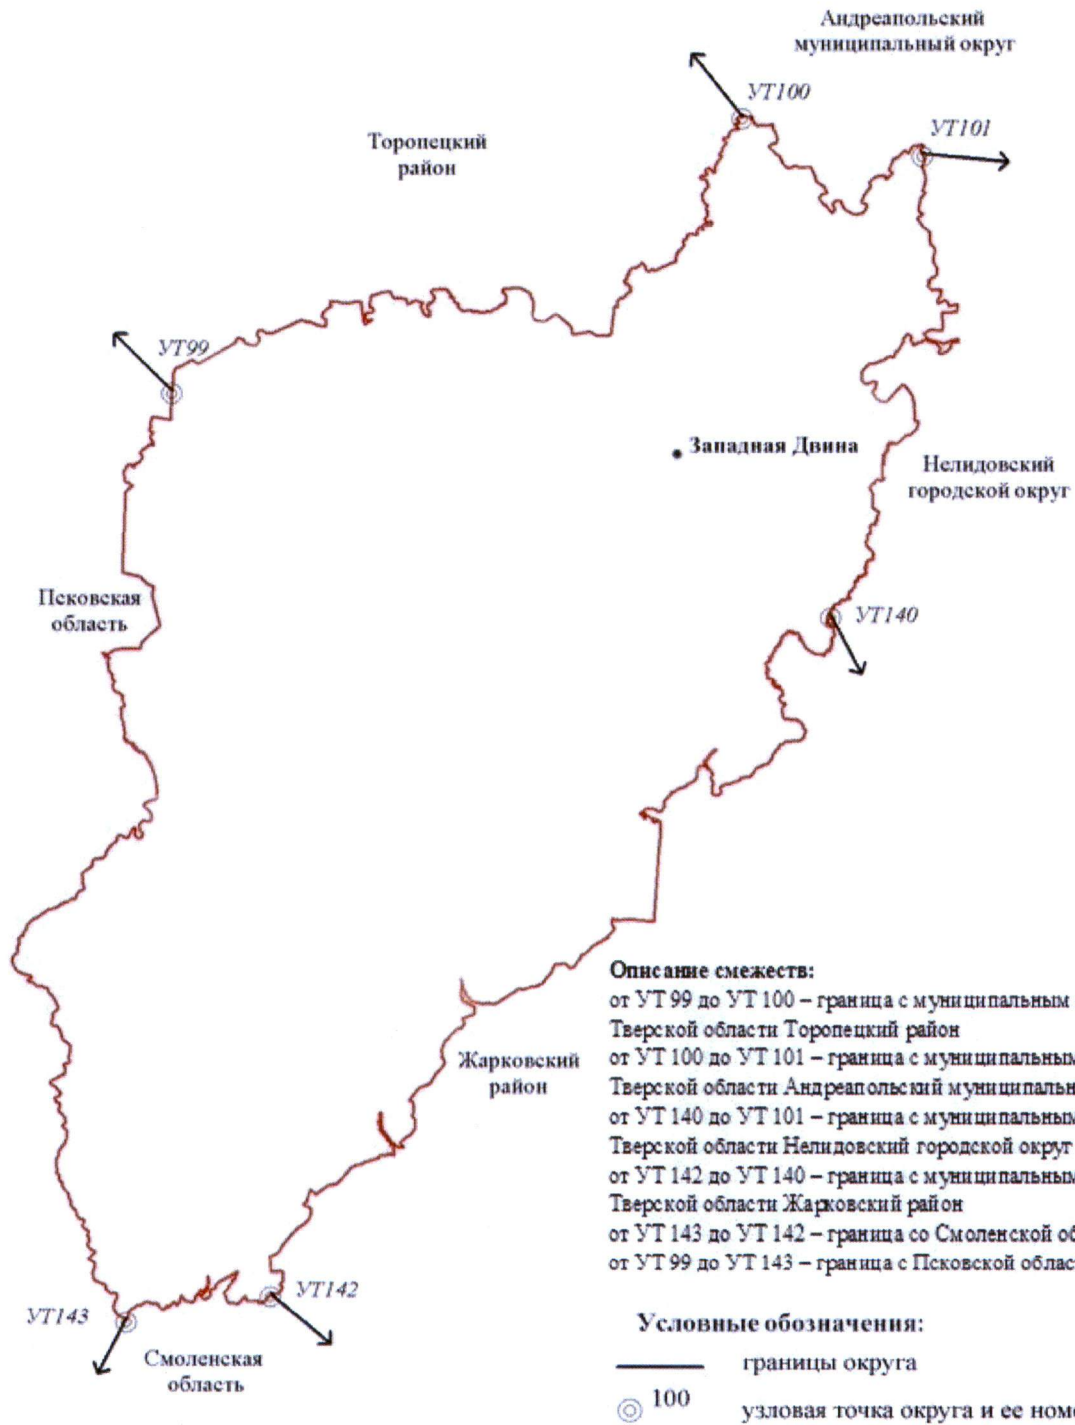 Андреапольский
муниципальный округ
УТ100
УТ101
Торопецкий
район
УТ99
Западная Двина
Нелидовский
городской округ
Псковская
область
УТ140
Описание смежеств:
от УТ 99 до УТ 100 – граница с муниципальным
Тверской области Торопецкий район
от УТ 100 до УТ 101 – граница с муниципальным
Тверской области Андреапольский муниципальн
от УТ 140 до УТ 101 – граница с муниципальным
Тверской области Нелидовский городской округ
от УТ 142 до УТ 140 – граница с муниципальным
Тверской области Жарковский район
от УТ 143 до УТ 142 – граница со Смоленской об
от УТ 99 до УТ 143 – граница с Псковской облас
Жарковский
район
УТ142
УТ143
Смоленская
область
Условные обозначения:
границы округа
100 узловая точка округа и ее номе